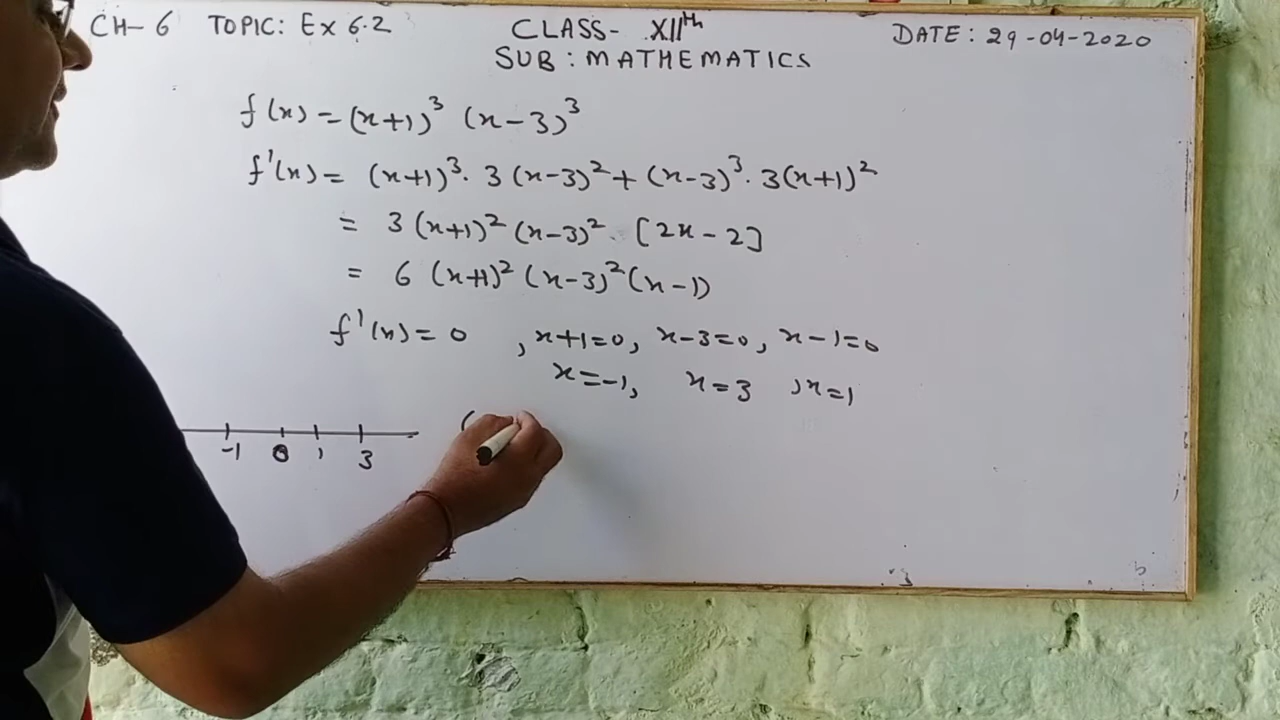 CH-6 TOPIC: Ex 6.2 CLASS- XIIth DATE: 29-04-2020
SUB: MATHEMATICS
f(x) = (x+1)³ (x-3)³
f'(x) = (x+1)³. 3(x-3)² + (x-3)³. 3(x+1)²
= 3(x+1)² (x-3)². [2x-2]
= 6 (x+1)² (x-3)² (x-1)
f'(x) = 0 , x+1=0, x-3=0, x-1=0
x=-1, x=3 , x=1
-1 0 1 3 (